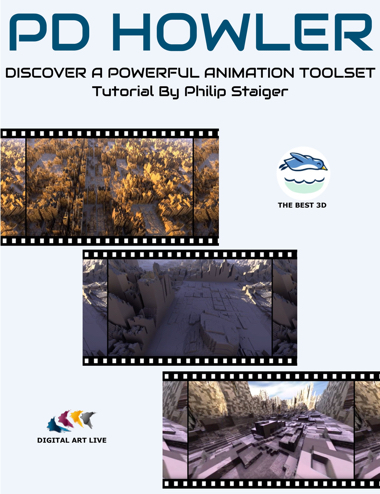 PD HOWLER
DISCOVER A POWERFUL ANIMATION TOOLSET
Tutorial By Philip Staiger
THE BEST 3D
DIGITAL ART LIVE